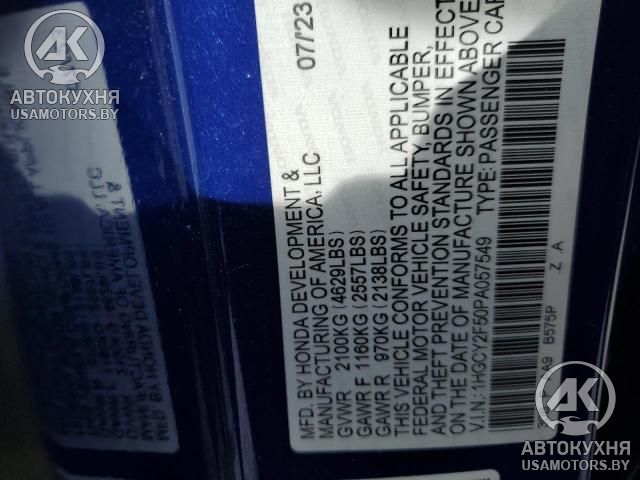 07/23
MFD. BY HONDA DEVELOPMENT &
MANUFACTURING OF AMERICA, LLC
GVWR 2100KG (4629LBS)
GAWR F 1160KG (2557LBS)
GAWR R 970KG (2138LBS)
THIS VEHICLE CONFORMS TO ALL APPLICABLE
FEDERAL MOTOR VEHICLE SAFETY, BUMPER,
AND THEFT PREVENTION STANDARDS IN EFFECT
ON THE DATE OF MANUFACTURE SHOWN ABOVE
V.I.N.: 1HGCY2F50PA057549 TYPE: PASSENGER CAR
B575P Z .A
АВТОКУХНЯ
USAMOTORS.BY
АВТОКУХНЯ
USAMOTORS.BY